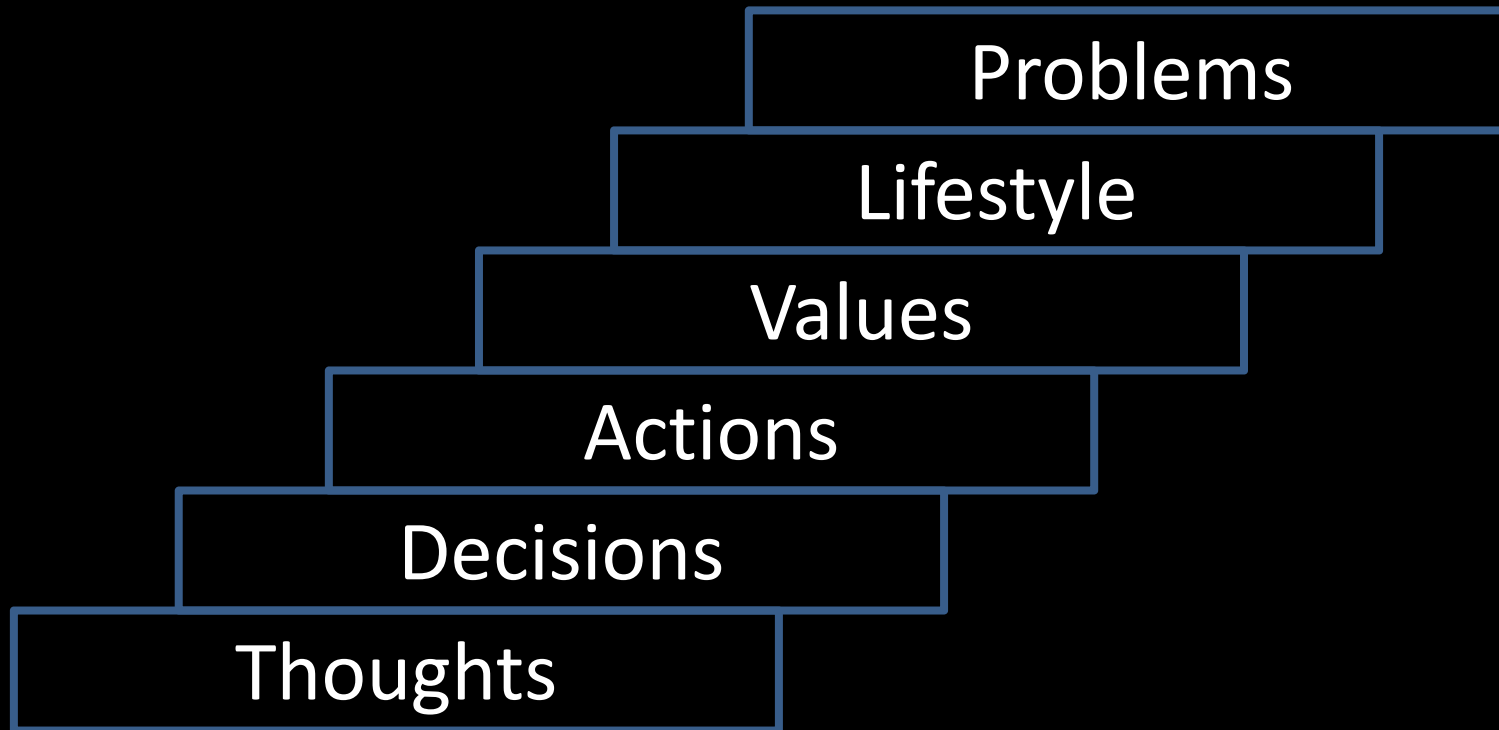 Problems
Lifestyle
Values
Actions
Decisions
Thoughts